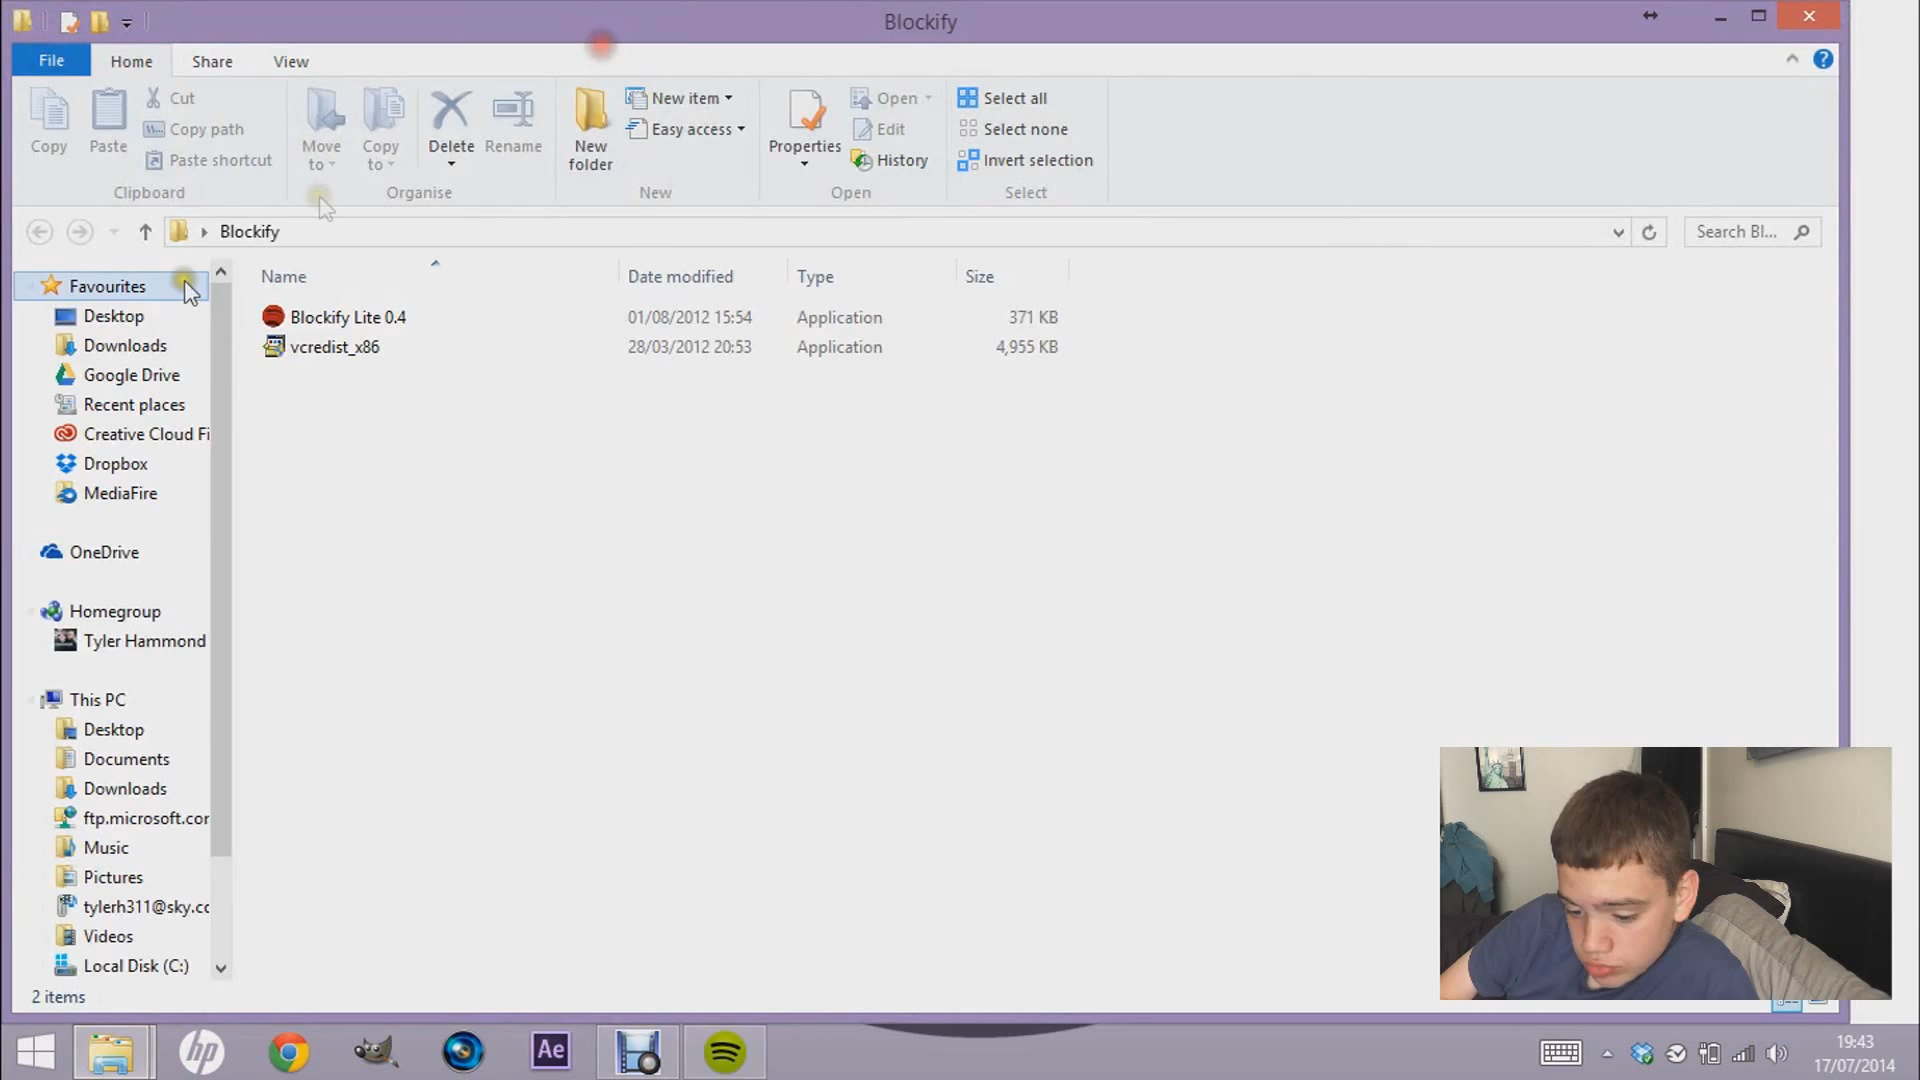 Blockify
File Home Share View
Copy
Paste
Cut
Copy path
Paste shortcut
Clipboard
Move to
Copy to
Delete
Rename
Organise
New folder
New item
Easy access
New
Properties
Open
Edit
History
Open
Select all
Select none
Invert selection
Select
Blockify
Search Bl...
Name Date modified Type Size
Blockify Lite 0.4 01/08/2012 15:54 Application 371 KB
vcredist_x86 28/03/2012 20:53 Application 4,955 KB
Favourites
Desktop
Downloads
Google Drive
Recent places
Creative Cloud Fi
Dropbox
MediaFire
OneDrive
Homegroup
Tyler Hammond
This PC
Desktop
Documents
Downloads
ftp.microsoft.cor
Music
Pictures
tylerh311@sky.cc
Videos
Local Disk (C:)
2 items
hp
Ae
19:43
17/07/2014